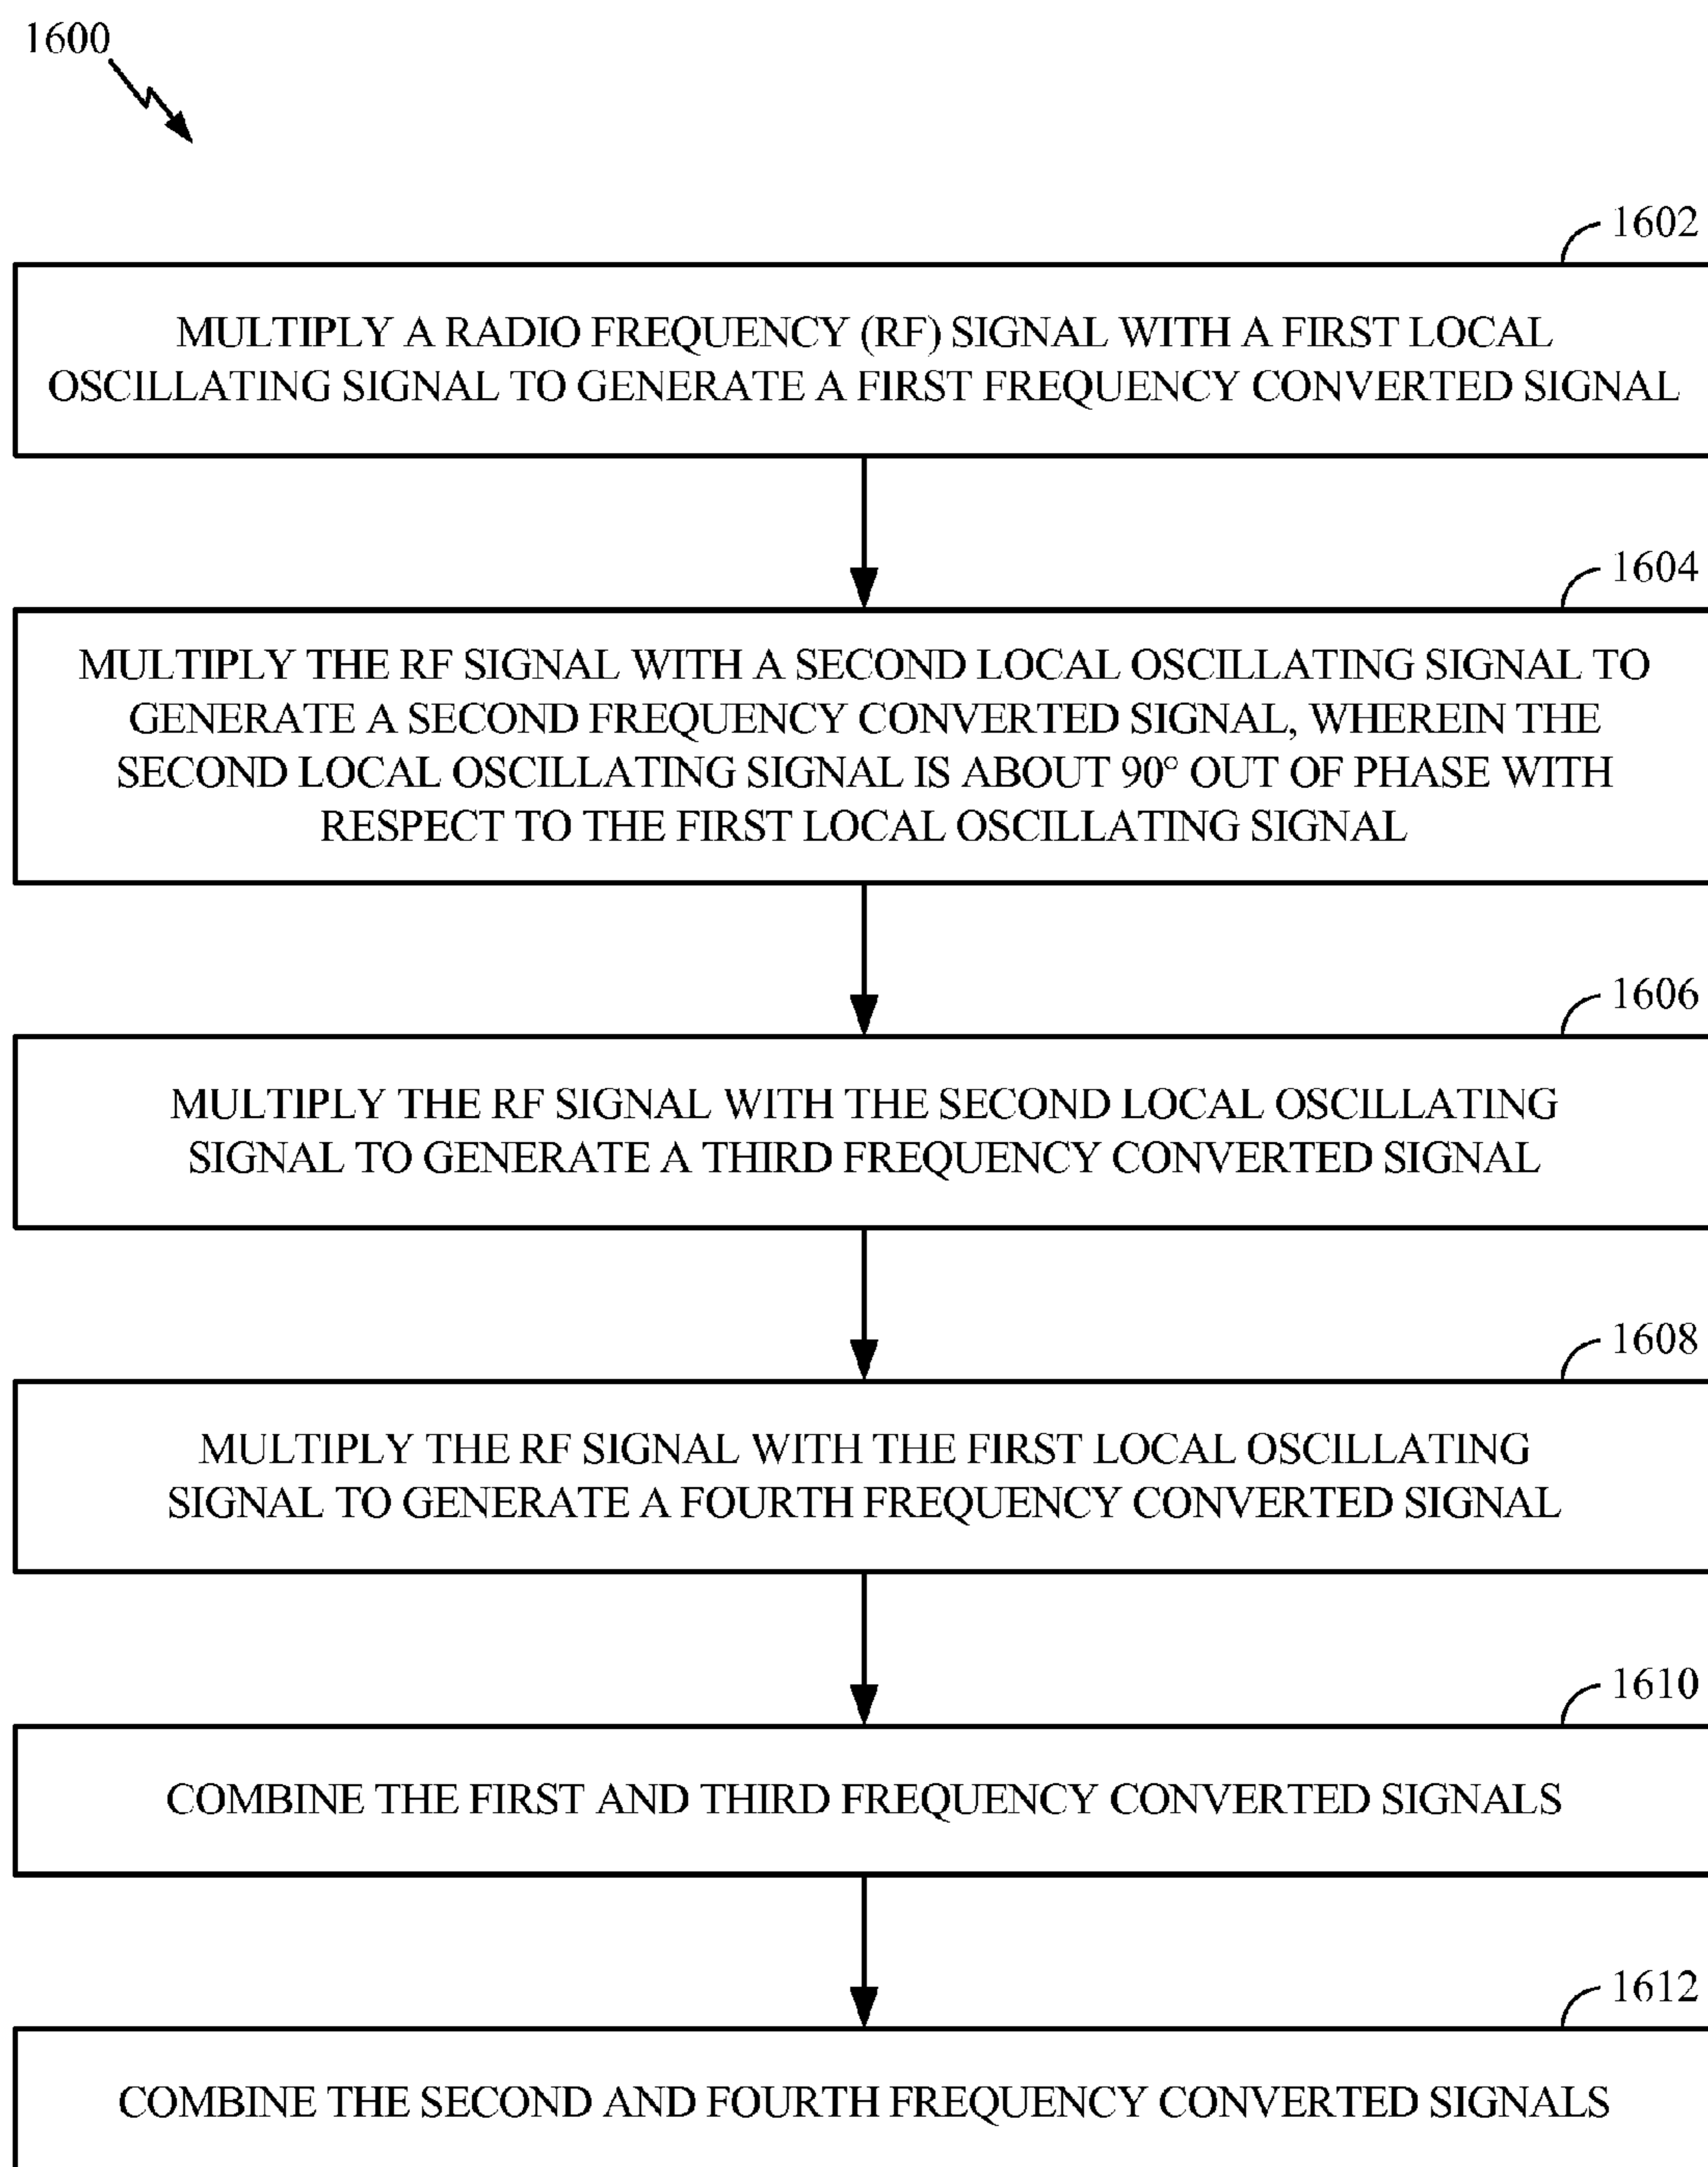 1600
1602
MULTIPLY A RADIO FREQUENCY (RF) SIGNAL WITH A FIRST LOCAL
OSCILLATING SIGNAL TO GENERATE A FIRST FREQUENCY CONVERTED SIGNAL
1604
MULTIPLY THE RF SIGNAL WITH A SECOND LOCAL OSCILLATING SIGNAL TO
GENERATE A SECOND FREQUENCY CONVERTED SIGNAL, WHEREIN THE
SECOND LOCAL OSCILLATING SIGNAL IS ABOUT 90° OUT OF PHASE WITH
RESPECT TO THE FIRST LOCAL OSCILLATING SIGNAL
1606
MULTIPLY THE RF SIGNAL WITH THE SECOND LOCAL OSCILLATING
SIGNAL TO GENERATE A THIRD FREQUENCY CONVERTED SIGNAL
1608
MULTIPLY THE RF SIGNAL WITH THE FIRST LOCAL OSCILLATING
SIGNAL TO GENERATE A FOURTH FREQUENCY CONVERTED SIGNAL
1610
COMBINE THE FIRST AND THIRD FREQUENCY CONVERTED SIGNALS
1612
COMBINE THE SECOND AND FOURTH FREQUENCY CONVERTED SIGNALS